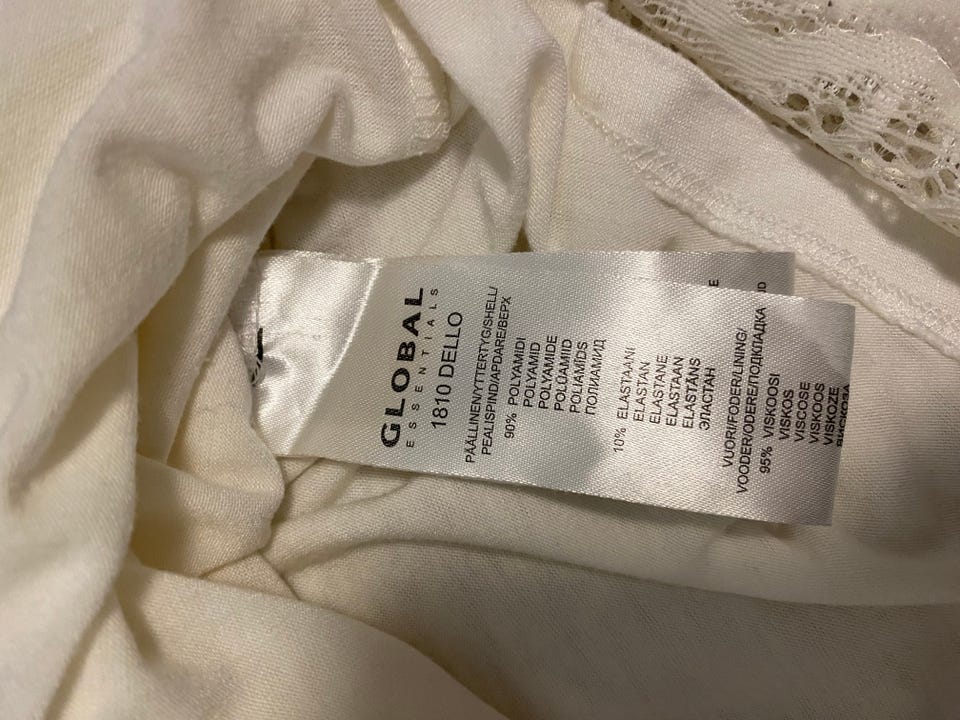 GLOBAL
ESSENTIALS
1810 DELLO
PÄÄLLINEN/YTTERTYG/SHELL/
PEALISPIND/APDARE/ВЕРХ
90% POLYAMIDI
POLYAMID
POLYAMIDE
POLÜAMIID
POLIAMĪDS
ПОЛИАМИД
10% ELASTAANI
ELASTAN
ELASTANE
ELASTAAN
ELASTĀNS
ЭЛАСТАН
VUORI/FODER/LINING/
VOODER/ODERE/ПОДКЛАДКА
95% VISKOOSI
VISKOS
VISCOSE
VISKOOS
VISKOZE
ВИСКОЗА